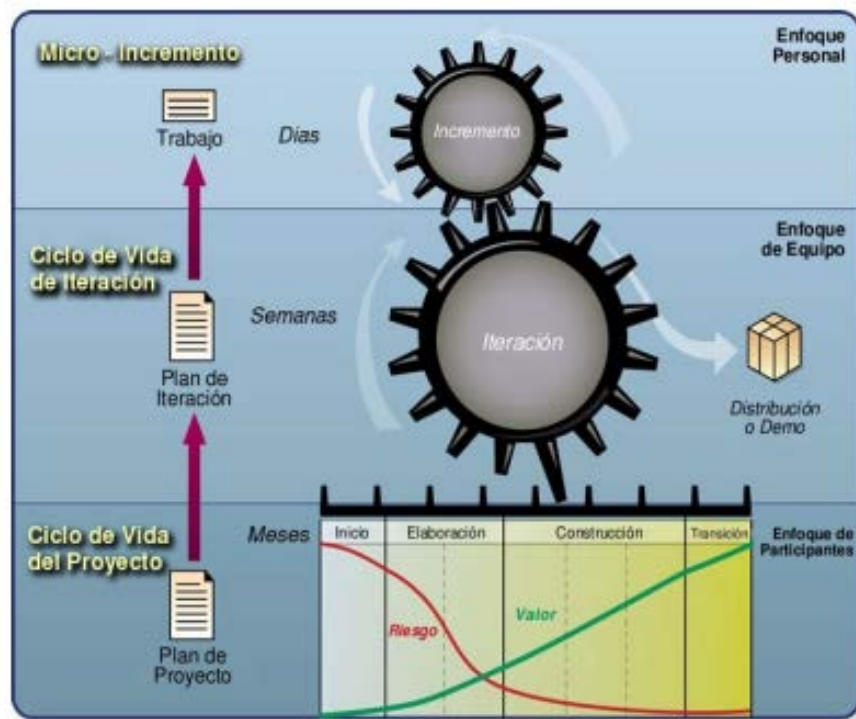 Micro - Incremento
Enfoque
Personal
Trabajo
Días
Incremento
Ciclo de Vida
de Iteración
Enfoque
de Equipo
Semanas
Iteración
Plan de
Iteración
Distribución
o Demo
Ciclo de Vida
del Proyecto
Meses
Inicio
Elaboración
Construcción
Transición
Enfoque de
Participantes
Riesgo
Valor
Plan de
Proyecto